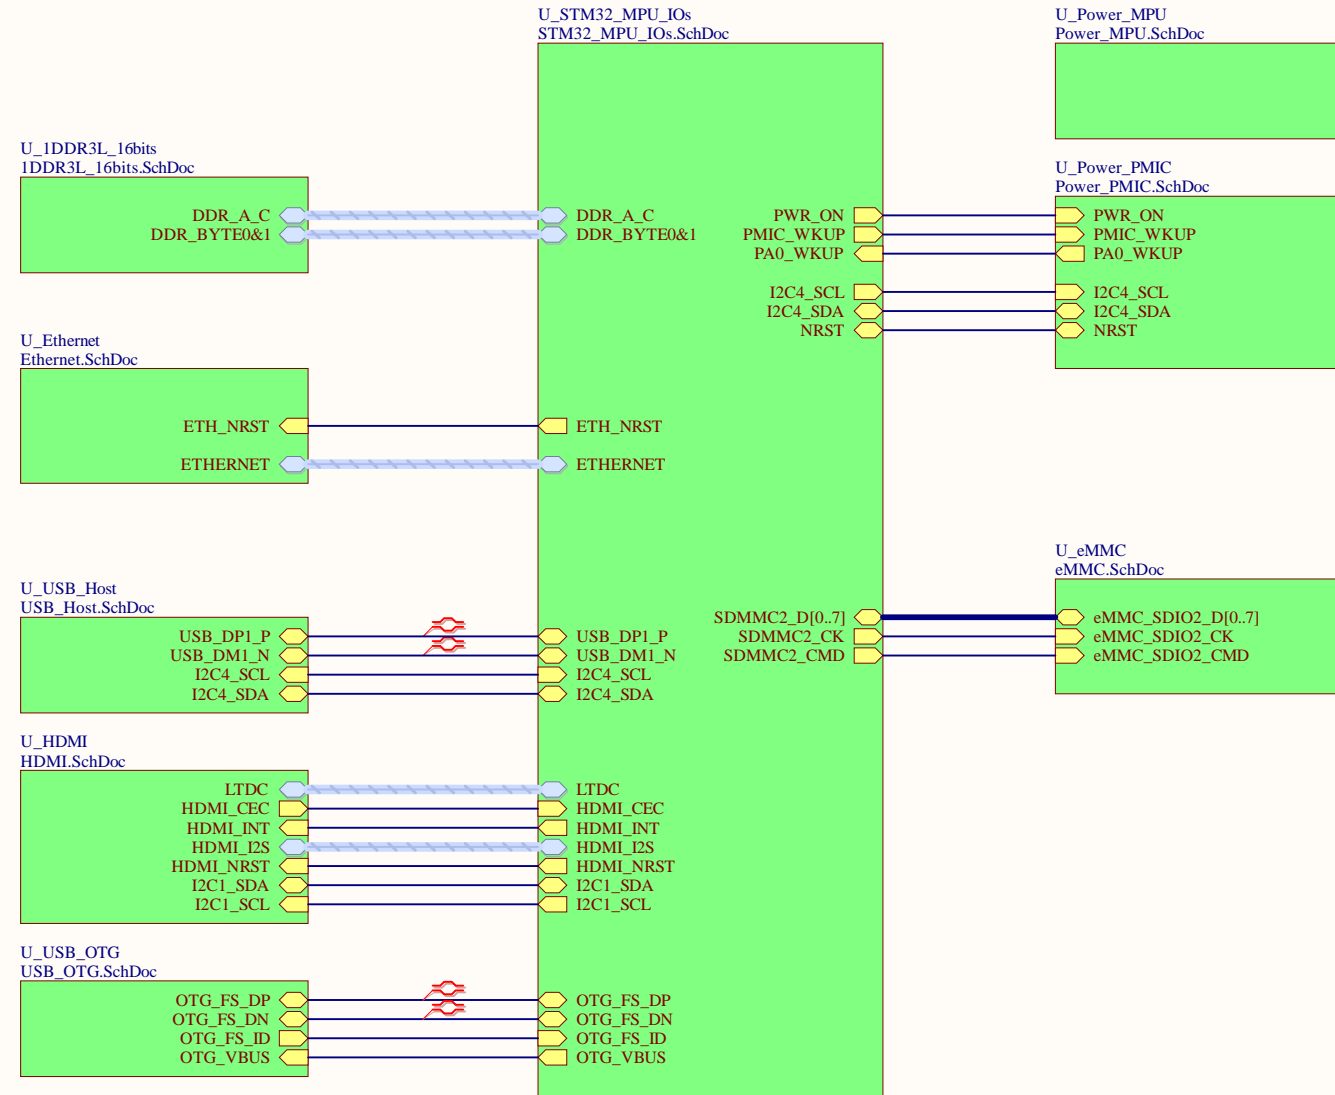 U_STM32_MPU_IOs
STM32_MPU_IOs.SchDoc
U_Power_MPU
Power_MPU.SchDoc
U_1DDR3L_16bits
1DDR3L_16bits.SchDoc
DDR_A_C
DDR_BYTE0&1
DDR_A_C
DDR_BYTE0&1
PWR_ON
PMIC_WKUP
PA0_WKUP
I2C4_SCL
I2C4_SDA
NRST
U_Power_PMIC
Power_PMIC.SchDoc
PWR_ON
PMIC_WKUP
PA0_WKUP
I2C4_SCL
I2C4_SDA
NRST
U_Ethernet
Ethernet.SchDoc
ETH_NRST
ETHERNET
ETH_NRST
ETHERNET
U_eMMC
eMMC.SchDoc
SDMMC2_D[0..7]
SDMMC2_CK
SDMMC2_CMD
eMMC_SDIO2_D[0..7]
eMMC_SDIO2_CK
eMMC_SDIO2_CMD
U_USB_Host
USB_Host.SchDoc
USB_DP1_P
USB_DM1_N
I2C4_SCL
I2C4_SDA
USB_DP1_P
USB_DM1_N
I2C4_SCL
I2C4_SDA
U_HDMI
HDMI.SchDoc
LTDC
HDMI_CEC
HDMI_INT
HDMI_I2S
HDMI_NRST
I2C1_SDA
I2C1_SCL
LTDC
HDMI_CEC
HDMI_INT
HDMI_I2S
HDMI_NRST
I2C1_SDA
I2C1_SCL
U_USB_OTG
USB_OTG.SchDoc
OTG_FS_DP
OTG_FS_DN
OTG_FS_ID
OTG_VBUS
OTG_FS_DP
OTG_FS_DN
OTG_FS_ID
OTG_VBUS